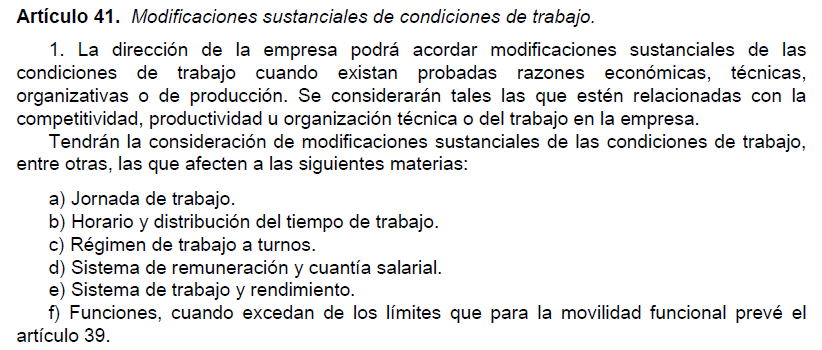 Artículo 41. Modificaciones sustanciales de condiciones de trabajo.
1. La dirección de la empresa podrá acordar modificaciones sustanciales de las
condiciones de trabajo cuando existan probadas razones económicas, técnicas,
organizativas o de producción. Se considerarán tales las que estén relacionadas con la
competitividad, productividad u organización técnica o del trabajo en la empresa.
Tendrán la consideración de modificaciones sustanciales de las condiciones de trabajo,
entre otras, las que afecten a las siguientes materias:
a) Jornada de trabajo.
b) Horario y distribución del tiempo de trabajo.
c) Régimen de trabajo a turnos.
d) Sistema de remuneración y cuantía salarial.
e) Sistema de trabajo y rendimiento.
f) Funciones, cuando excedan de los límites que para la movilidad funcional prevé el
artículo 39.